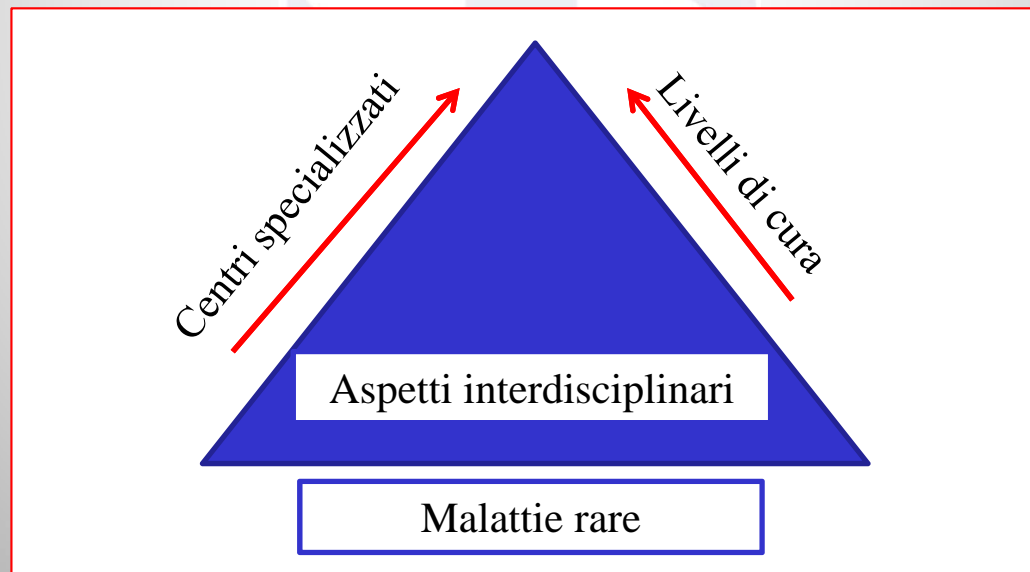 Centri specializzati
Livelli di cura
Aspetti interdisciplinari
Malattie rare